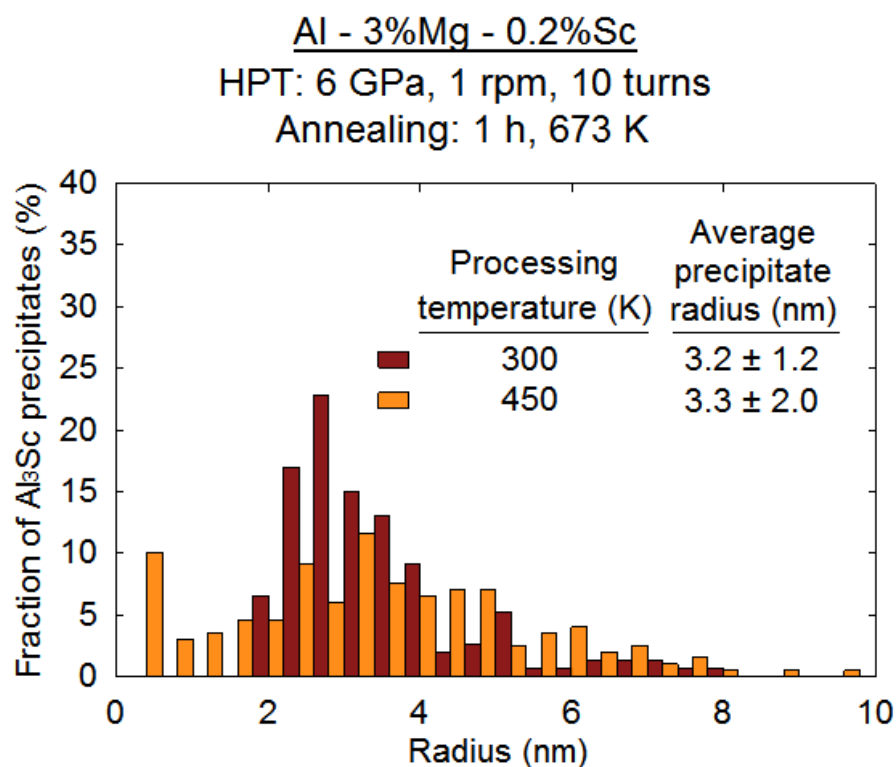 Al - 3%Mg - 0.2%Sc
HPT: 6 GPa, 1 rpm, 10 turns
Annealing: 1 h, 673 K
Fraction of Al₃Sc precipitates (%)
40
35
30
25
20
15
10
5
0
Processing
temperature (K)
Average
precipitate
radius (nm)
300 3.2 ± 1.2
450 3.3 ± 2.0
0 2 4 6 8 10
Radius (nm)